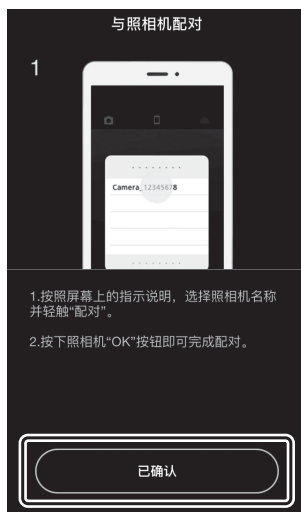 与照相机配对
1
Camera_12345678
1.按照屏幕上的指示说明，选择照相机名称
并轻触“配对”。
2.按下照相机“OK”按钮即可完成配对。
已确认